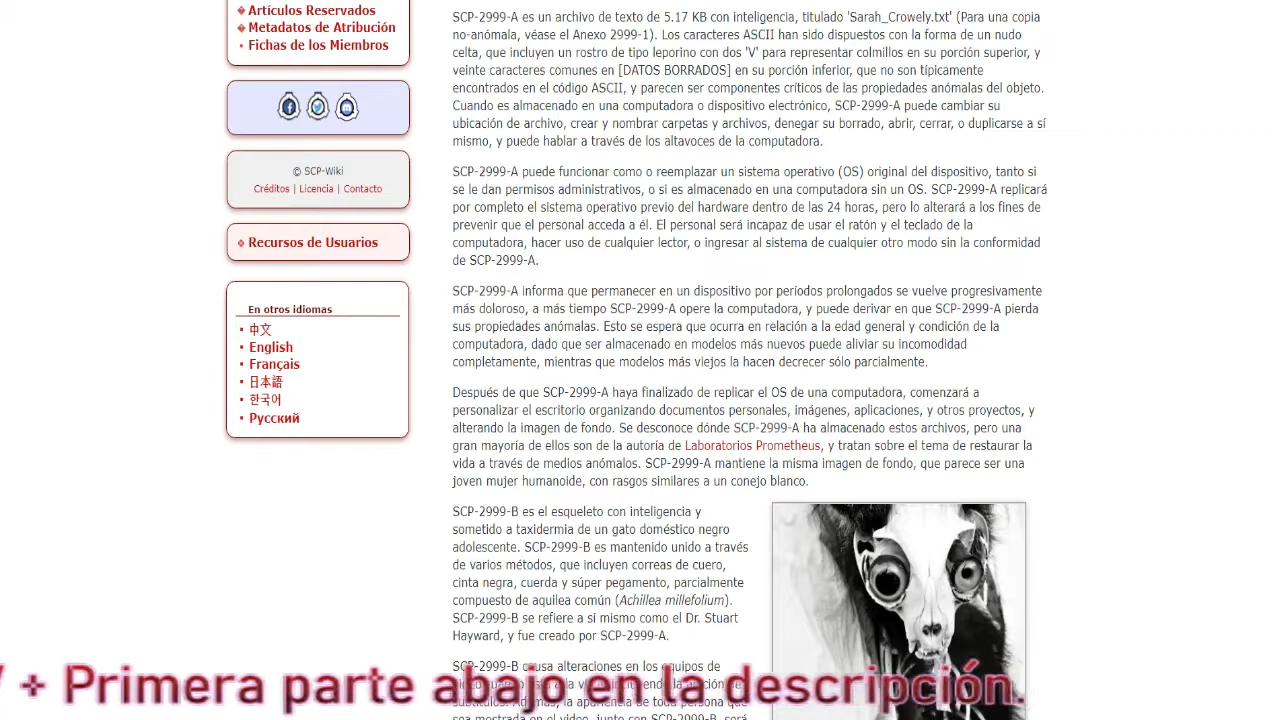 Artículos Reservados
Metadatos de Atribución
Fichas de los Miembros
© SCP-Wiki
Créditos | Licencia | Contacto
Recursos de Usuarios
En otros idiomas
中文
English
Français
日本語
한국어
Русский
SCP-2999-A es un archivo de texto de 5.17 KB con inteligencia, titulado 'Sarah_Crowely.txt' (Para una copia
no-anómala, véase el Anexo 2999-1). Los caracteres ASCII han sido dispuestos con la forma de un nudo
celta, que incluyen un rostro de tipo leporino con dos 'V' para representar colmillos en su porción superior, y
veinte caracteres comunes en [DATOS BORRADOS] en su porción inferior, que no son típicamente
encontrados en el código ASCII, y parecen ser componentes críticos de las propiedades anómalas del objeto.
Cuando es almacenado en una computadora o dispositivo electrónico, SCP-2999-A puede cambiar su
ubicación de archivo, crear y nombrar carpetas y archivos, denegar su borrado, abrir, cerrar, o duplicarse a sí
mismo, y puede hablar a través de los altavoces de la computadora.
SCP-2999-A puede funcionar como o reemplazar un sistema operativo (OS) original del dispositivo, tanto si
se le dan permisos administrativos, o si es almacenado en una computadora sin un OS. SCP-2999-A replicará
por completo el sistema operativo previo del hardware dentro de las 24 horas, pero lo alterará a los fines de
prevenir que el personal acceda a él. El personal será incapaz de usar el ratón y el teclado de la
computadora, hacer uso de cualquier lector, o ingresar al sistema de cualquier otro modo sin la conformidad
de SCP-2999-A.
SCP-2999-A informa que permanecer en un dispositivo por períodos prolongados se vuelve progresivamente
más doloroso, a más tiempo SCP-2999-A opere la computadora, y puede derivar en que SCP-2999-A pierda
sus propiedades anómalas. Esto se espera que ocurra en relación a la edad general y condición de la
computadora, dado que ser almacenado en modelos más nuevos puede aliviar su incomodidad
completamente, mientras que modelos más viejos la hacen decrecer sólo parcialmente.
Después de que SCP-2999-A haya finalizado de replicar el OS de una computadora, comenzará a
personalizar el escritorio organizando documentos personales, imágenes, aplicaciones, y otros proyectos, y
alterando la imagen de fondo. Se desconoce dónde SCP-2999-A ha almacenado estos archivos, pero una
gran mayoría de ellos son de la autoría de Laboratorios Prometheus, y tratan sobre el tema de restaurar la
vida a través de medios anómalos. SCP-2999-A mantiene la misma imagen de fondo, que parece ser una
joven mujer humanoide, con rasgos similares a un conejo blanco.
SCP-2999-B es el esqueleto con inteligencia y
sometido a taxidermia de un gato doméstico negro
adolescente. SCP-2999-B es mantenido unido a través
de varios métodos, que incluyen correas de cuero,
cinta negra, cuerda y súper pegamento, parcialmente
compuesto de aquilea común (Achillea millefolium).
SCP-2999-B se refiere a sí mismo como el Dr. Stuart
Hayward, y fue creado por SCP-2999-A.
SCP-2999-B causa alteraciones en los equipos de
+ Primera parte abajo en la descripción.